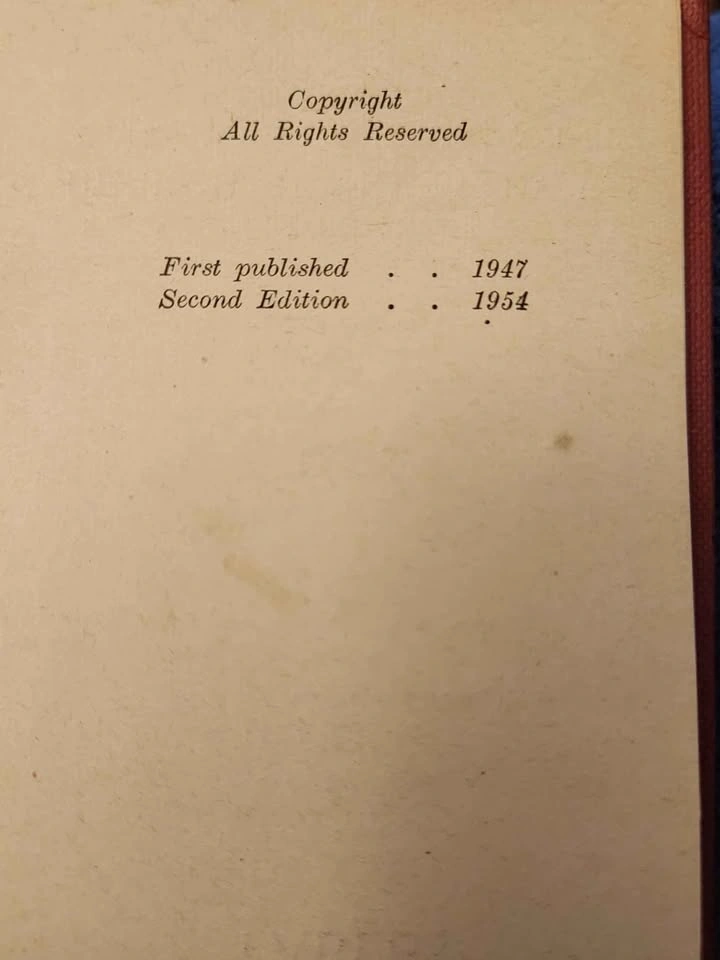 Copyright
All Rights Reserved
First published . . 1947
Second Edition . . 1954